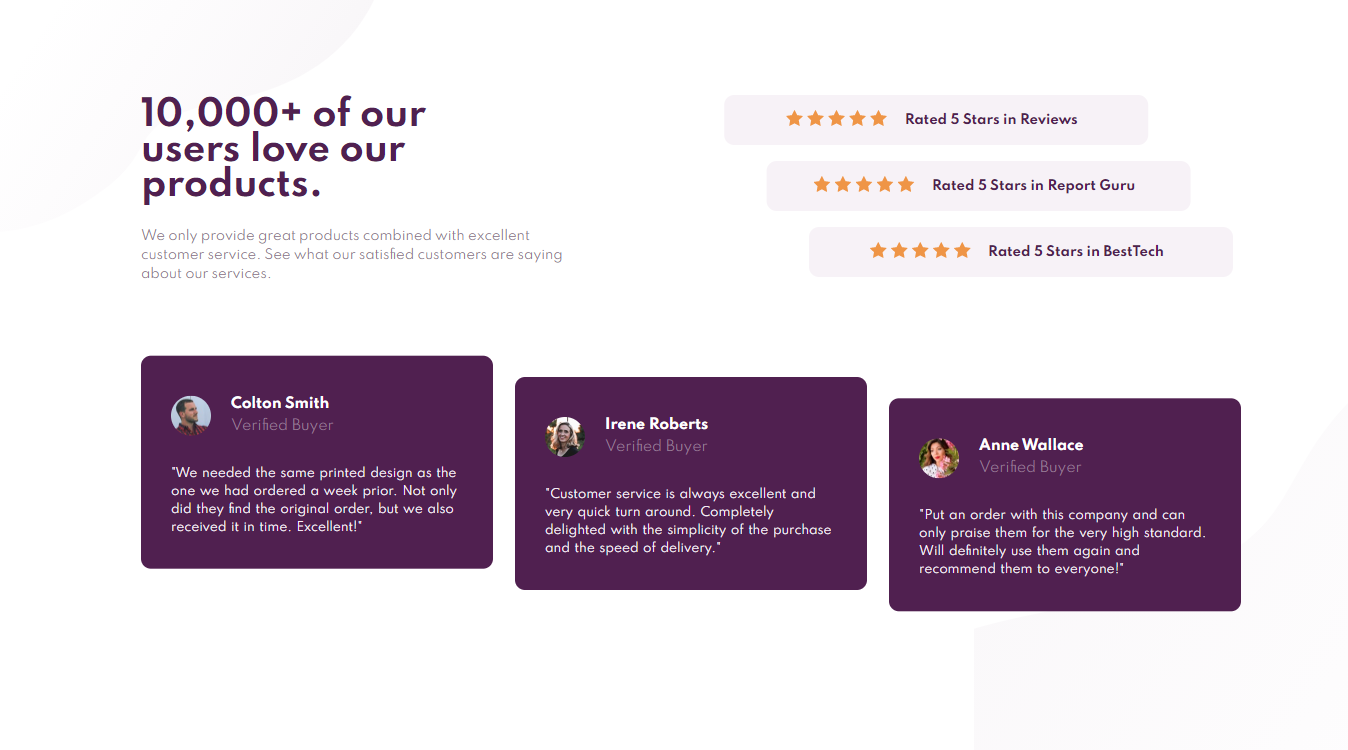 10,000+ of our
users love our
products.
We only provide great products combined with excellent
customer service. See what our satisfied customers are saying
about our services.
Rated 5 Stars in Reviews
Rated 5 Stars in Report Guru
Rated 5 Stars in BestTech
Colton Smith
Verified Buyer
"We needed the same printed design as the
one we had ordered a week prior. Not only
did they find the original order, but we also
received it in time. Excellent!"
Irene Roberts
Verified Buyer
"Customer service is always excellent and
very quick turn around. Completely
delighted with the simplicity of the purchase
and the speed of delivery."
Anne Wallace
Verified Buyer
"Put an order with this company and can
only praise them for the very high standard.
Will definitely use them again and
recommend them to everyone!"